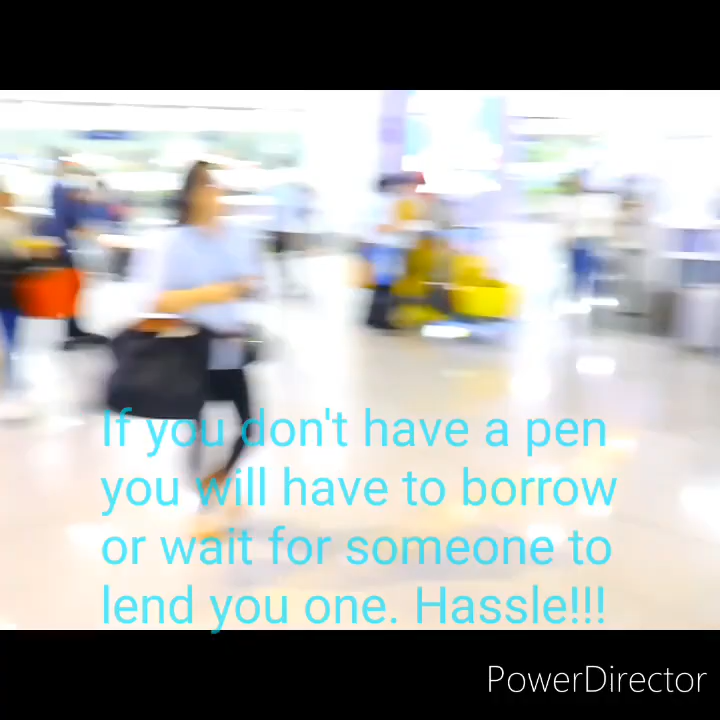 If you don't have a pen
you will have to borrow
or wait for someone to
lend you one. Hassle!!!
PowerDirector